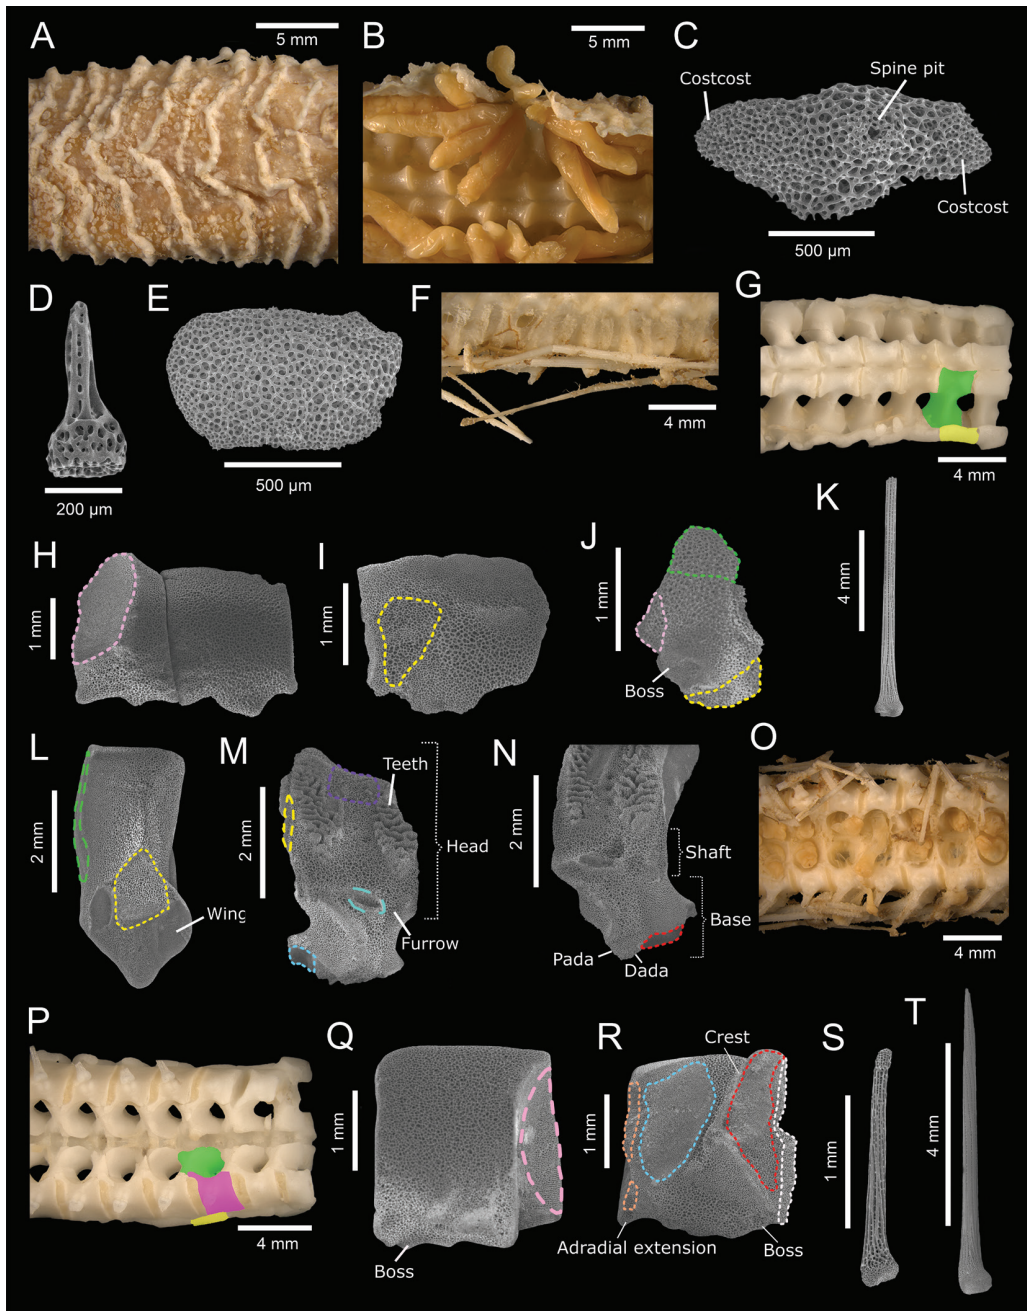 A
5 mm
B
5 mm
C
Costcost
Spine pit
Costcost
500 µm
D
200 µm
E
500 µm
F
4 mm
G
4 mm
H
1 mm
I
1 mm
J
1 mm
Boss
K
4 mm
L
2 mm
Wing
M
2 mm
Teeth
Head
Furrow
N
2 mm
Shaft
Base
Pada
Dada
O
4 mm
P
4 mm
Q
1 mm
Boss
R
1 mm
Crest
Adradial extension
Boss
S
1 mm
T
4 mm